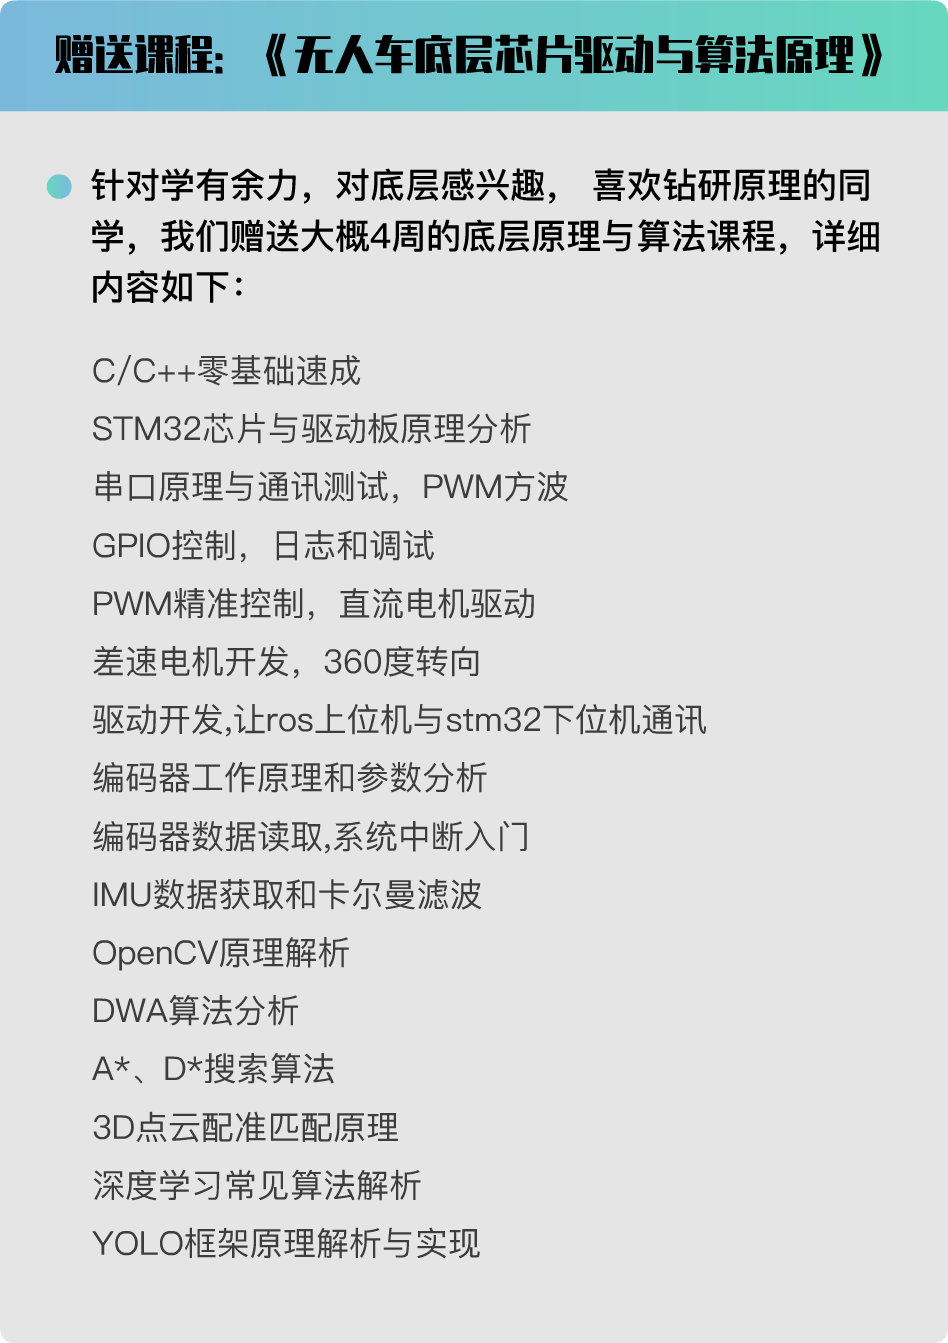 赠送课程：《无人车底层芯片驱动与算法原理》
针对学有余力，对底层感兴趣， 喜欢钻研原理的同
学，我们赠送大概4周的底层原理与算法课程，详细
内容如下：
C/C++零基础速成
STM32芯片与驱动板原理分析
串口原理与通讯测试，PWM方波
GPIO控制，日志和调试
PWM精准控制，直流电机驱动
差速电机开发，360度转向
驱动开发,让ros上位机与stm32下位机通讯
编码器工作原理和参数分析
编码器数据读取,系统中断入门
IMU数据获取和卡尔曼滤波
OpenCV原理解析
DWA算法分析
A*、D*搜索算法
3D点云配准匹配原理
深度学习常见算法解析
YOLO框架原理解析与实现